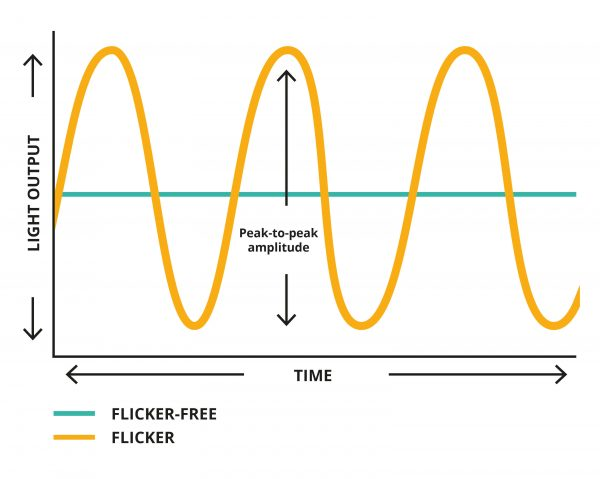 LIGHT OUTPUT
Peak-to-peak
amplitude
TIME
FLICKER-FREE
FLICKER